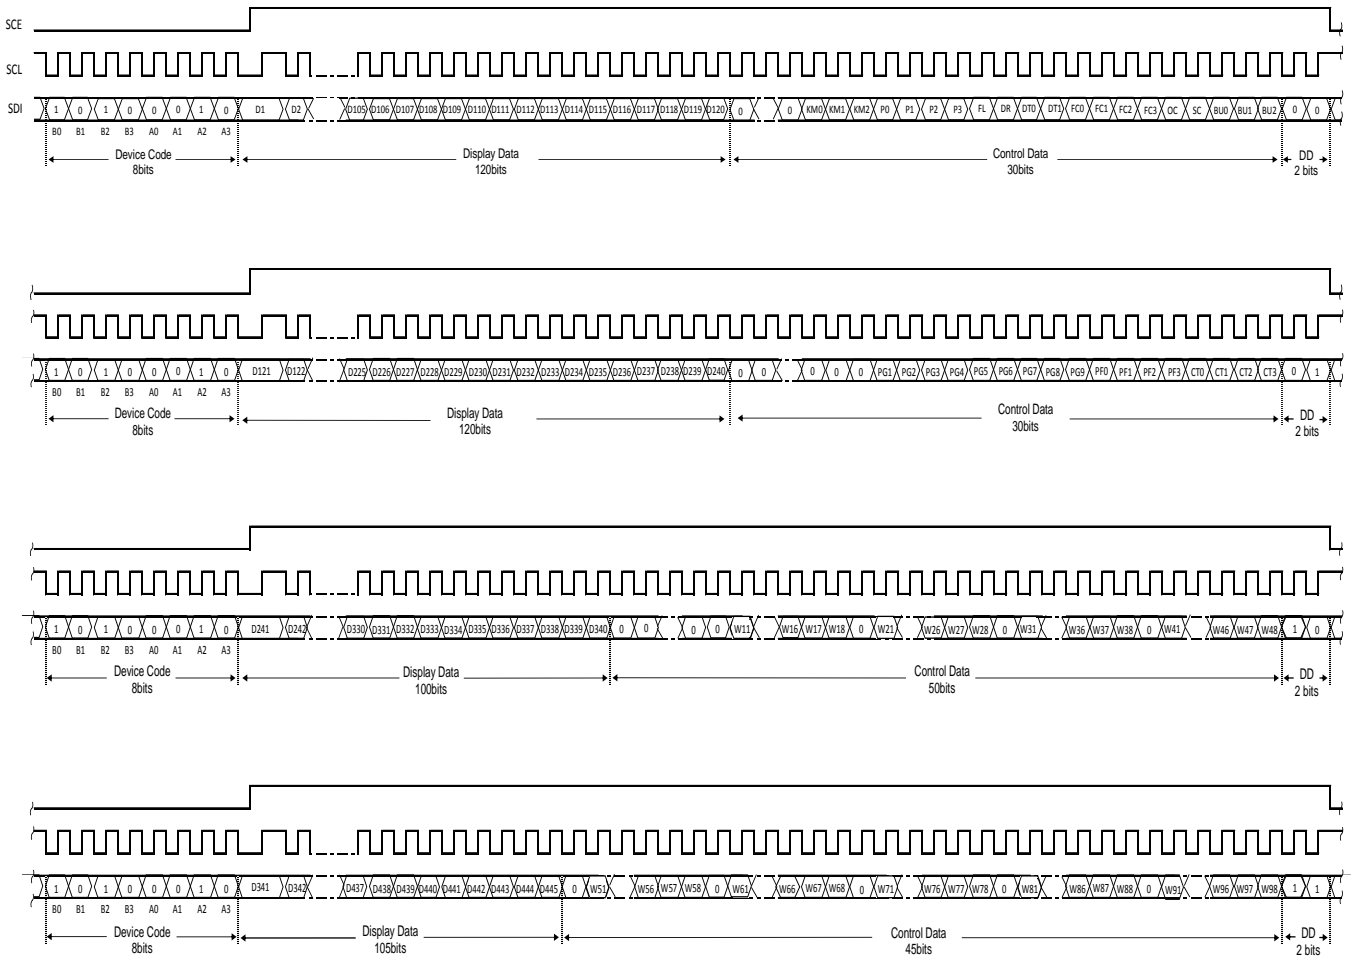 SCE
SCL
SDI 1 0 1 0 0 0 1 0 D1 D2 D105 D106 D107 D108 D109 D110 D111 D112 D113 D114 D115 D116 D117 D118 D119 D120 0 0 KM0 KM1 KM2 P0 P1 P2 P3 FL DR DT0 DT1 FC0 FC1 FC2 FC3 OC SC BU0 BU1 BU2 0 0
B0 B1 B2 B3 A0 A1 A2 A3
Device Code Display Data Control Data DD
8bits 120bits 30bits 2 bits
1 0 1 0 0 0 1 0 D121 D122 D225 D226 D227 D228 D229 D230 D231 D232 D233 D234 D235 D236 D237 D238 D239 D240 0 0 0 0 0 PG1 PG2 PG3 PG4 PG5 PG6 PG7 PG8 PG9 PF0 PF1 PF2 PF3 CT0 CT1 CT2 CT3 0 1
B0 B1 B2 B3 A0 A1 A2 A3
Device Code Display Data Control Data DD
8bits 120bits 30bits 2 bits
1 0 1 0 0 0 1 0 D241 D242 D330 D331 D332 D333 D334 D335 D336 D337 D338 D339 D340 0 0 0 0 W11 W16 W17 W18 0 W21 W26 W27 W28 0 W31 W36 W37 W38 0 W41 W46 W47 W48 1 0
B0 B1 B2 B3 A0 A1 A2 A3
Device Code Display Data Control Data DD
8bits 100bits 50bits 2 bits
1 0 1 0 0 0 1 0 D341 D342 D437 D438 D439 D440 D441 D442 D443 D444 D445 0 W51 W56 W57 W58 0 W61 W66 W67 W68 0 W71 W76 W77 W78 0 W81 W86 W87 W88 0 W91 W96 W97 W98 1 1
B0 B1 B2 B3 A0 A1 A2 A3
Device Code Display Data Control Data DD
8bits 105bits 45bits 2 bits